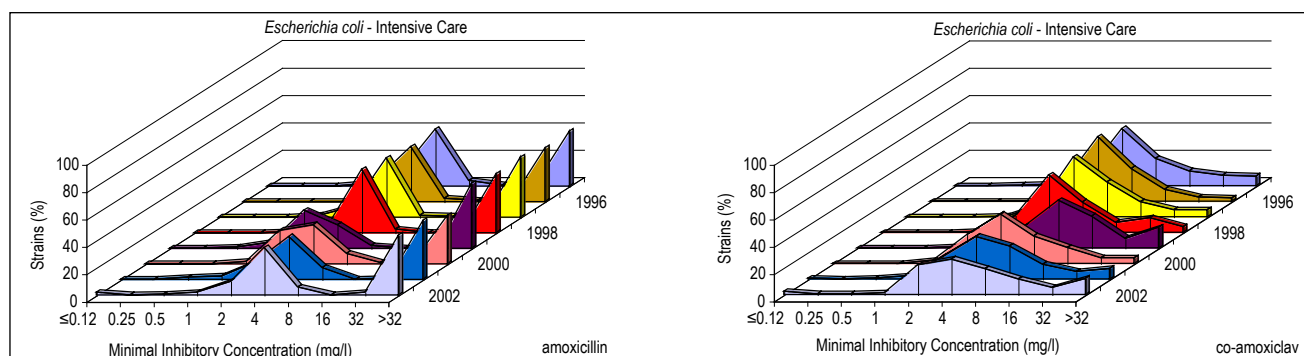 Escherichia coli - Intensive Care
100
80
60
40
20
0
Strains (%)
≤0.12 0.25 0.5 1 2 4 8 16 32 >32
1996
1998
2000
2002
Minimal Inhibitory Concentration (mg/l)
amoxicillin
Escherichia coli - Intensive Care
100
80
60
40
20
0
Strains (%)
≤0.12 0.25 0.5 1 2 4 8 16 32 >32
1996
1998
2000
2002
Minimal Inhibitory Concentration (mg/l)
co-amoxiclav